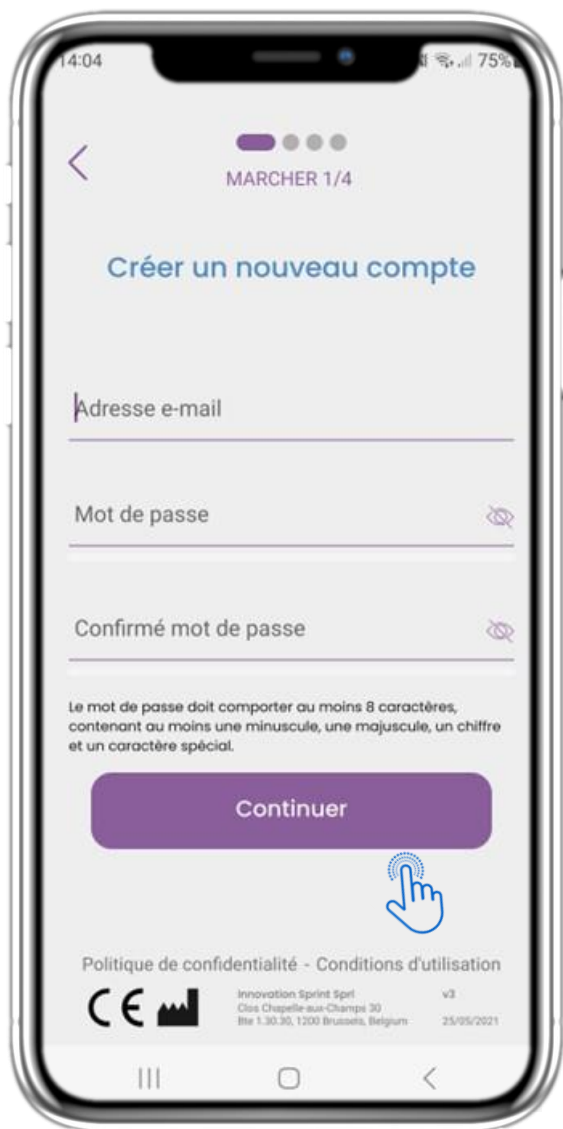 14:04
75%
MARCHER 1/4
Créer un nouveau compte
Adresse e-mail
Mot de passe
Confirmé mot de passe
Le mot de passe doit comporter au moins 8 caractères,
contenant au moins une minuscule, une majuscule, un chiffre
et un caractère spécial.
Continuer
Politique de confidentialité - Conditions d'utilisation
CE
Innovation Sprint Sprl
v3
Clos Chapelle-aux-Champs 30
Bte 1.30.30, 1200 Brussels, Belgium
25/05/2021